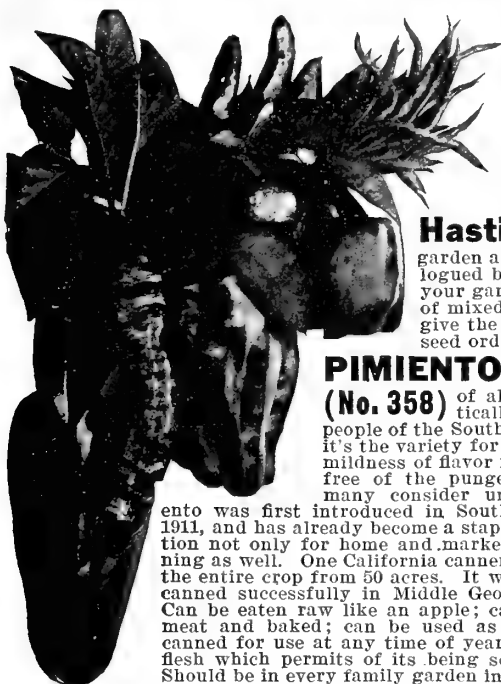 Hasti
garden a
logued b
your gar
of mixed
give the
seed ord
PIMIENTO
(No. 358) of al
tically
people of the South
it's the variety for
mildness of flavor
free of the punge
many consider un
ento was first introduced in Sout
1911, and has already become a stap
tion not only for home and marke
ning as well. One California canner
the entire crop from 50 acres. It w
canned successfully in Middle Geo
Can be eaten raw like an apple; ca
meat and baked; can be used as
canned for use at any time of year
flesh which permits of its being se
Should be in every family garden in